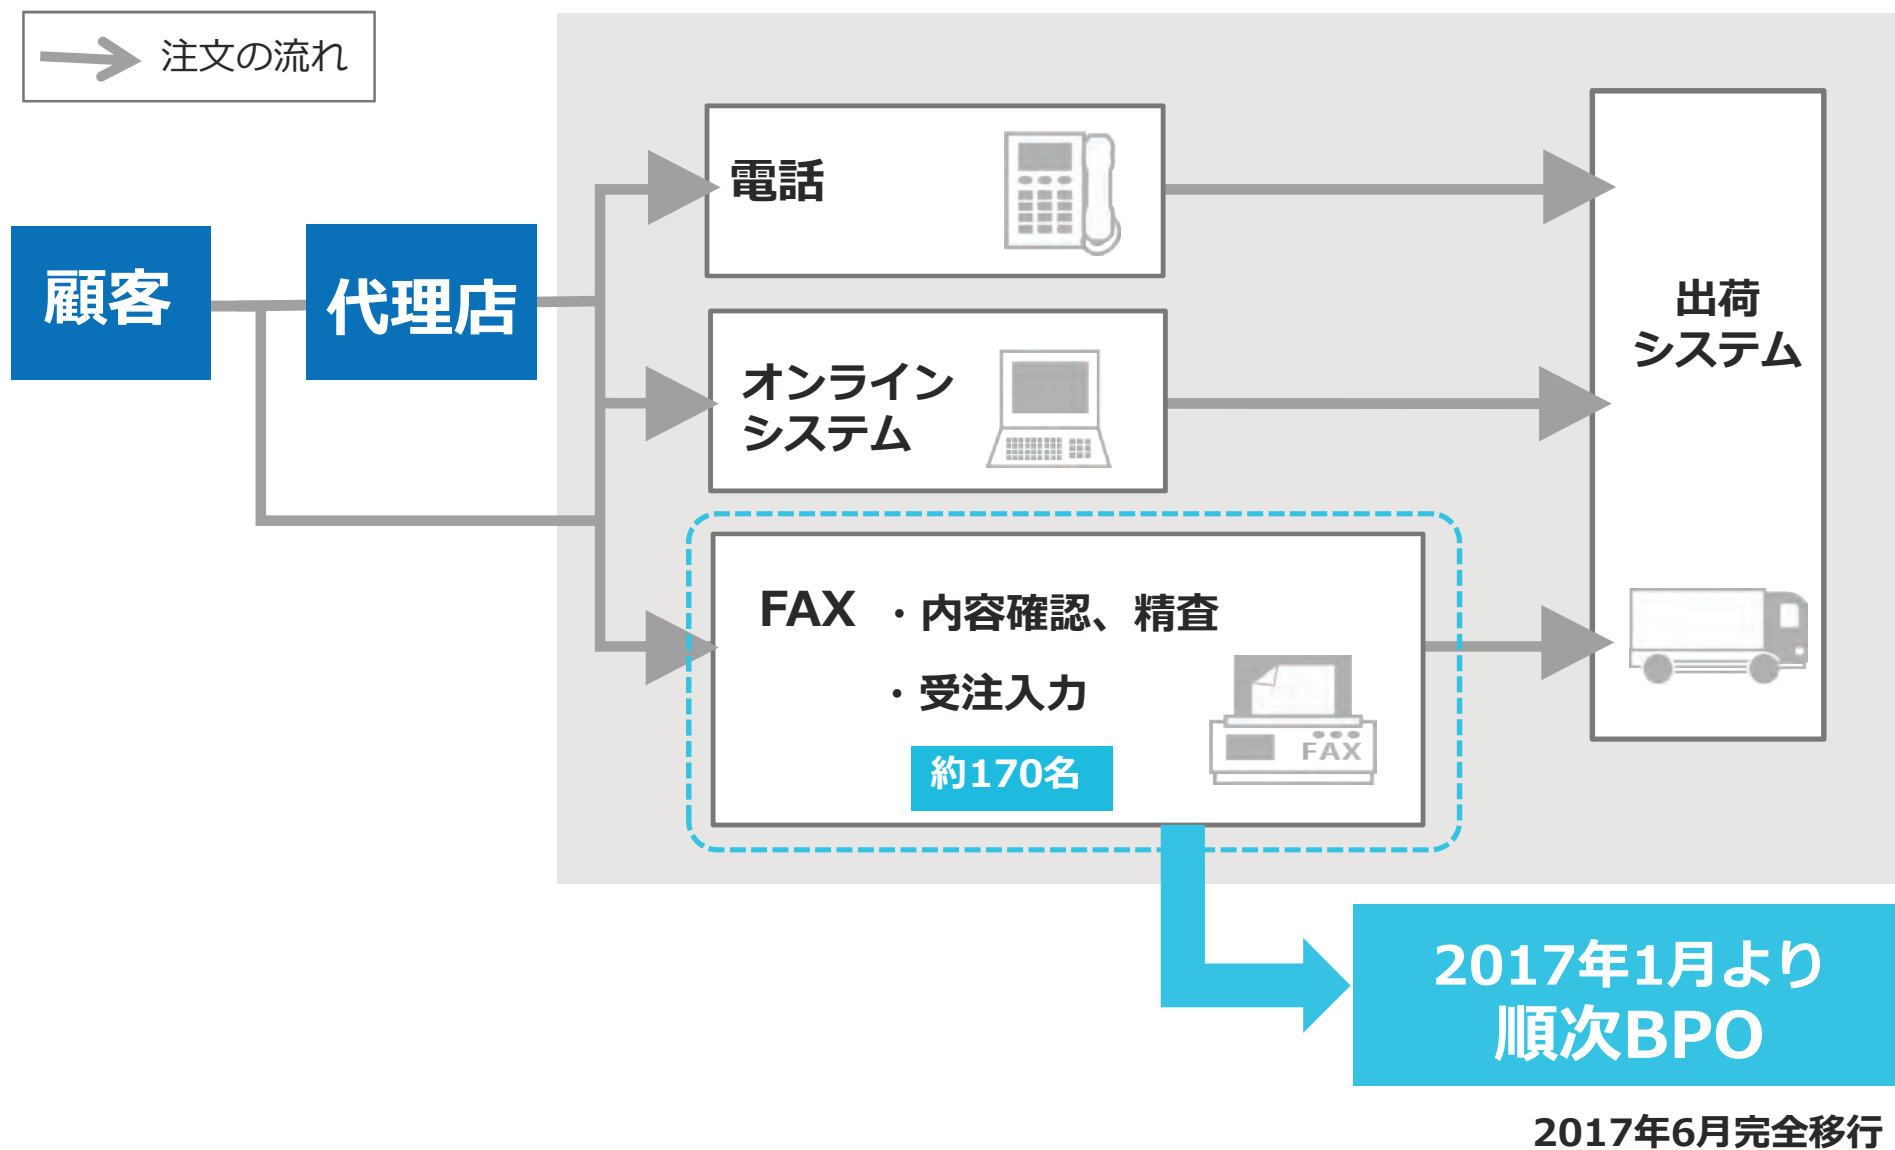 注文の流れ
電話
顧客
代理店
オンライン
システム
出荷
システム
FAX ・内容確認、精査
・受注入力
約170名
FAX
2017年1月より
順次BPO
2017年6月完全移行